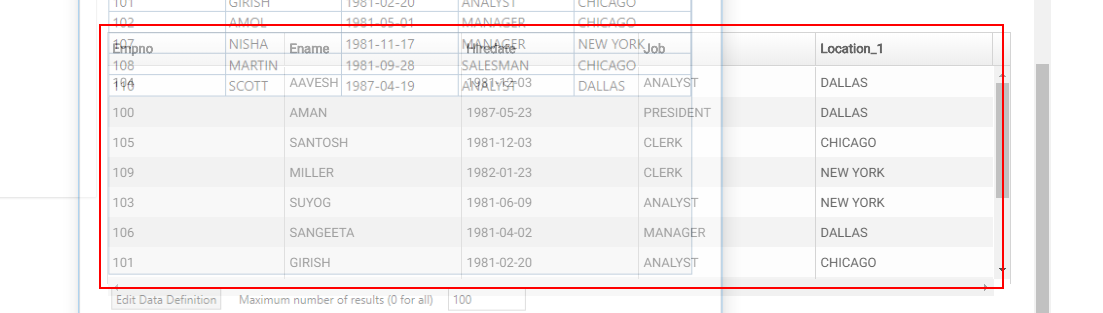 101 GIRISH 1981-02-20 ANALYST CHICAGO
102 AMOL 1981-05-01 MANAGER CHICAGO
Empno Ename Hiredate Job Location_1
107 NISHA 1981-11-17 MANAGER NEW YORK
108 MARTIN 1981-09-28 SALESMAN CHICAGO
104 AAVESH 1981-12-03 ANALYST DALLAS
110 SCOTT 1987-04-19 ANALYST DALLAS
100 AMAN 1987-05-23 PRESIDENT DALLAS
105 SANTOSH 1981-12-03 CLERK CHICAGO
109 MILLER 1982-01-23 CLERK NEW YORK
103 SUYOG 1981-06-09 ANALYST NEW YORK
106 SANGEETA 1981-04-02 MANAGER DALLAS
101 GIRISH 1981-02-20 ANALYST CHICAGO
Edit Data Definition Maximum number of results (0 for all) 100